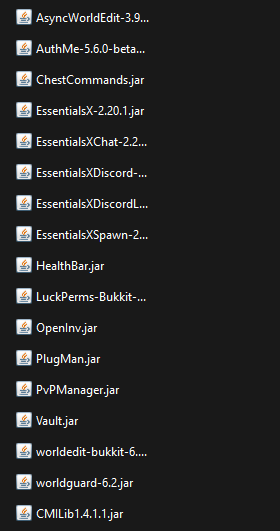 AsyncWorldEdit-3.9...
AuthMe-5.6.0-beta...
ChestCommands.jar
EssentialsX-2.20.1.jar
EssentialsXChat-2.2...
EssentialsXDiscord-...
EssentialsXDiscordL...
EssentialsXSpawn-2...
HealthBar.jar
LuckPerms-Bukkit-...
OpenInv.jar
PlugMan.jar
PvPManager.jar
Vault.jar
worldedit-bukkit-6....
worldguard-6.2.jar
CMILib1.4.1.1.jar